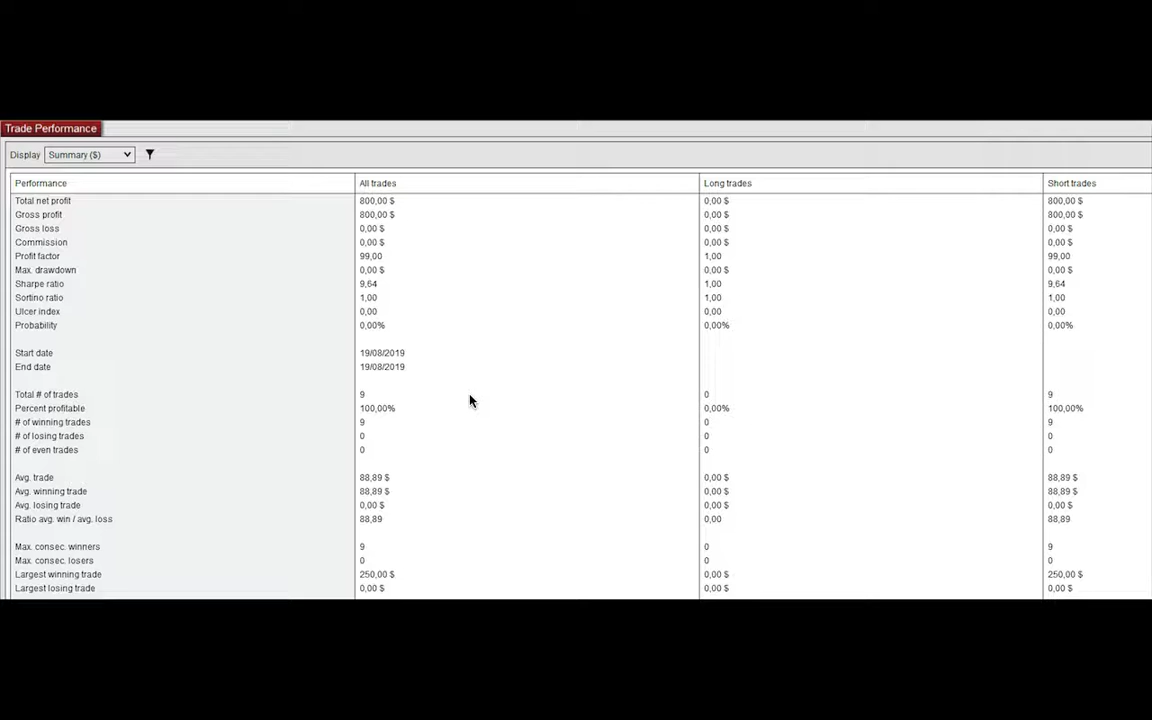 Trade Performance
Display Summary ($)
Performance All trades Long trades Short trades
Total net profit 800,00 $ 0,00 $ 800,00 $
Gross profit 800,00 $ 0,00 $ 800,00 $
Gross loss 0,00 $ 0,00 $ 0,00 $
Commission 0,00 $ 0,00 $ 0,00 $
Profit factor 99,00 1,00 99,00
Max. drawdown 0,00 $ 0,00 $ 0,00 $
Sharpe ratio 9,64 1,00 9,64
Sortino ratio 1,00 1,00 1,00
Ulcer index 0,00 0,00 0,00
Probability 0,00% 0,00% 0,00%
Start date 19/08/2019
End date 19/08/2019
Total # of trades 9 0 9
Percent profitable 100,00% 0,00% 100,00%
# of winning trades 9 0 9
# of losing trades 0 0 0
# of even trades 0 0 0
Avg. trade 88,89 $ 0,00 $ 88,89 $
Avg. winning trade 88,89 $ 0,00 $ 88,89 $
Avg. losing trade 0,00 $ 0,00 $ 0,00 $
Ratio avg. win / avg. loss 88,89 0,00 88,89
Max. consec. winners 9 0 9
Max. consec. losers 0 0 0
Largest winning trade 250,00 $ 0,00 $ 250,00 $
Largest losing trade 0,00 $ 0,00 $ 0,00 $